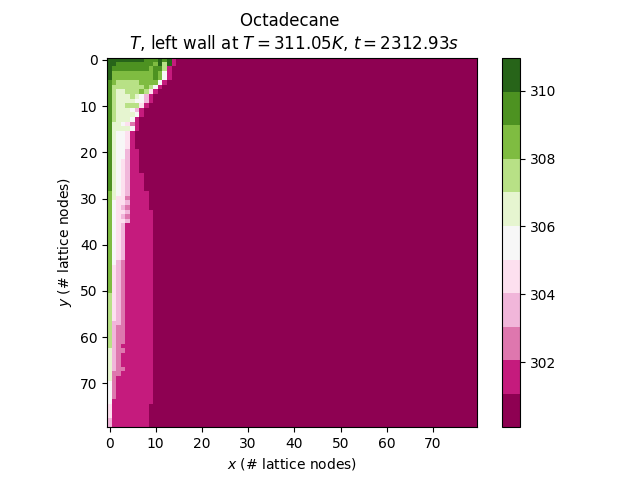 Octadecane
T, left wall at T = 311.05K, t = 2312.93s
0
10
20
30
40
50
60
70
y (# lattice nodes)
0 10 20 30 40 50 60 70
x (# lattice nodes)
310
308
306
304
302